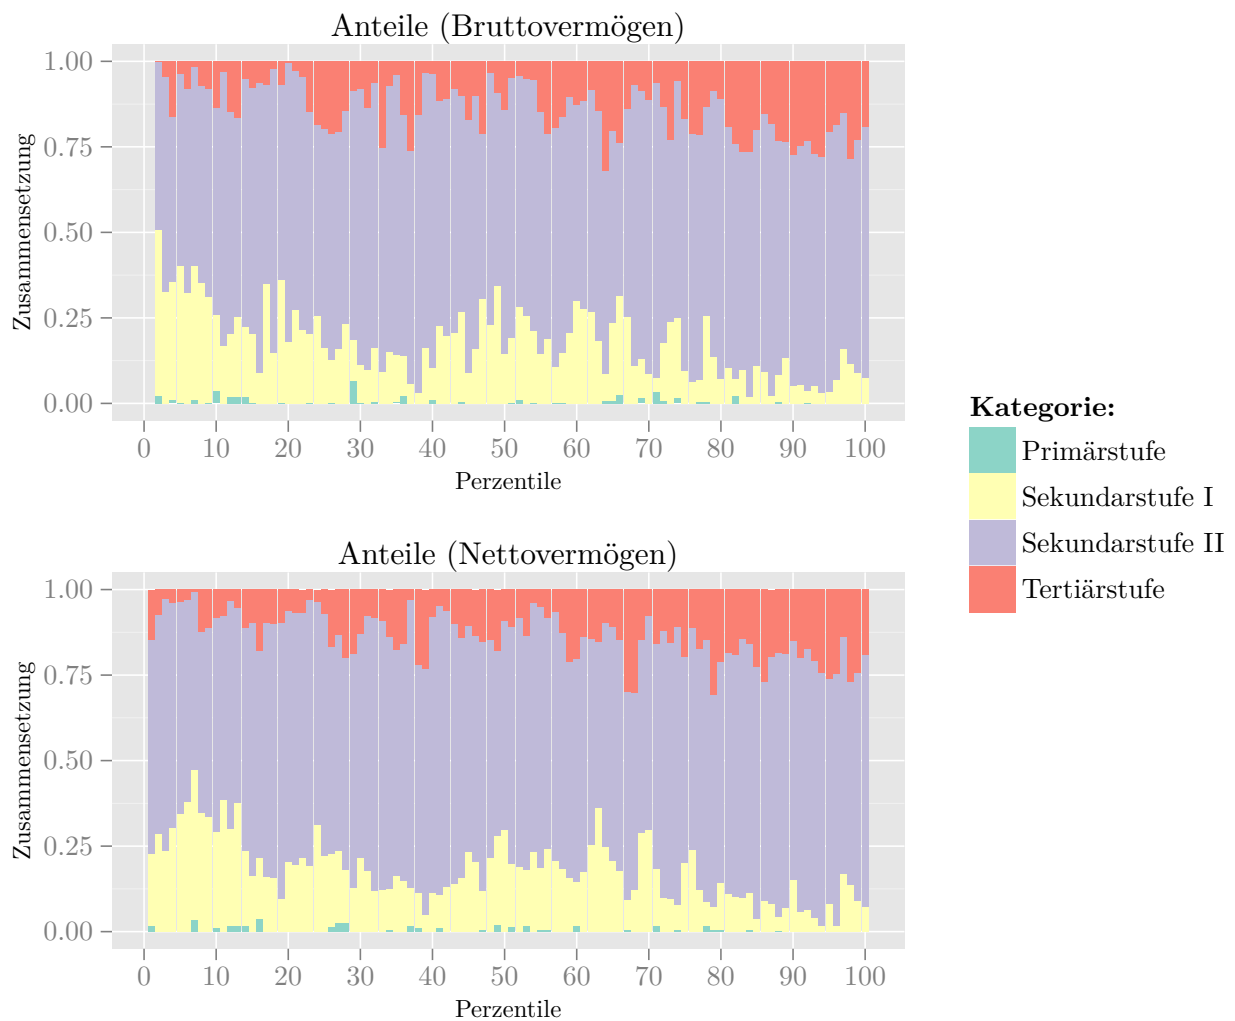 Anteile (Bruttovermögen)
1.00
0.75
0.50
0.25
0.00
Zusammensetzung
0 10 20 30 40 50 60 70 80 90 100
Perzentile
Anteile (Nettovermögen)
1.00
0.75
0.50
0.25
0.00
Zusammensetzung
0 10 20 30 40 50 60 70 80 90 100
Perzentile
Kategorie:
Primärstufe
Sekundarstufe I
Sekundarstufe II
Tertiärstufe